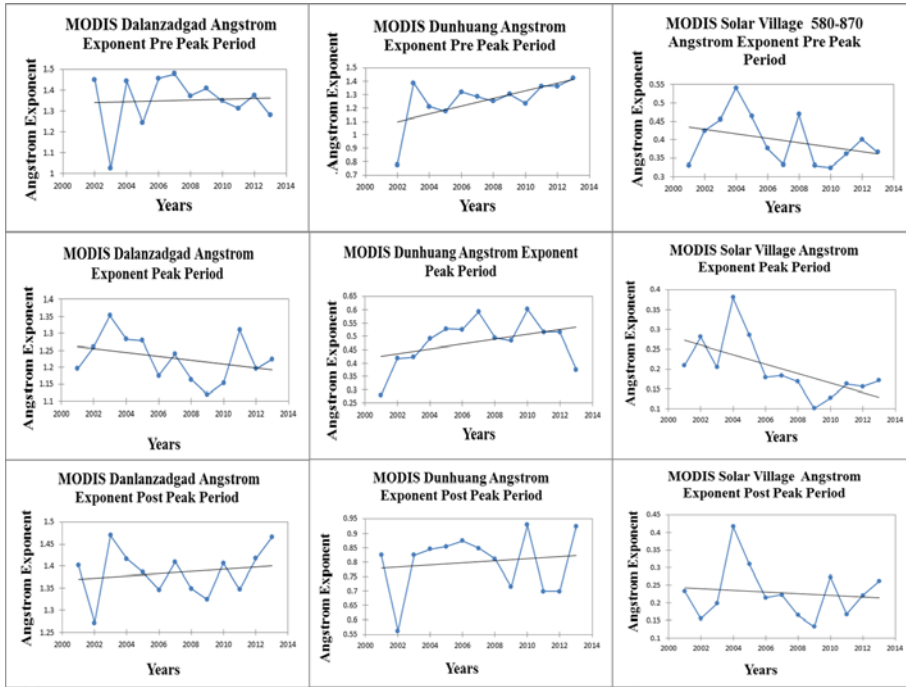 MODIS Dalanzadgad Angstrom
Exponent Pre Peak Period
Angstrom Exponent
1.5
1.4
1.3
1.2
1.1
1
2000 2002 2004 2006 2008 2010 2012 2014
Years
MODIS Dunhuang Angstrom
Exponent Pre Peak Period
Angstrom Exponent
1.5
1.4
1.3
1.2
1.1
1
0.9
0.8
0.7
2000 2002 2004 2006 2008 2010 2012 2014
Years
MODIS Solar Village 580-870
Angstrom Exponent Pre Peak
Period
Angstrom Exponent
0.55
0.5
0.45
0.4
0.35
0.3
2000 2002 2004 2006 2008 2010 2012 2014
Years
MODIS Dalanzadgad Angstrom
Exponent Peak Period
Angstrom Exponent
1.4
1.35
1.3
1.25
1.2
1.15
1.1
2000 2002 2004 2006 2008 2010 2012 2014
Years
MODIS Dunhuang Angstrom Exponent
Peak Period
Angstrom Exponent
0.65
0.6
0.55
0.5
0.45
0.4
0.35
0.3
0.25
2000 2002 2004 2006 2008 2010 2012 2014
Years
MODIS Solar Village Angstrom
Exponent Peak Period
Angstrom Exponent
0.4
0.35
0.3
0.25
0.2
0.15
0.1
2000 2002 2004 2006 2008 2010 2012 2014
Years
MODIS Danlanzadgad Angstrom
Exponent Post Peak Period
Angstrom Exponent
1.5
1.45
1.4
1.35
1.3
1.25
2000 2002 2004 2006 2008 2010 2012 2014
Years
MODIS Dunhuang Angstrom
Exponent Post Peak Period
Angstrom Exponent
0.95
0.9
0.85
0.8
0.75
0.7
0.65
0.6
0.55
2000 2002 2004 2006 2008 2010 2012 2014
Years
MODIS Solar Village Angstrom
Exponent Post Peak Period
Angstrom Exponent
0.45
0.4
0.35
0.3
0.25
0.2
0.15
0.1
2000 2002 2004 2006 2008 2010 2012 2014
Years